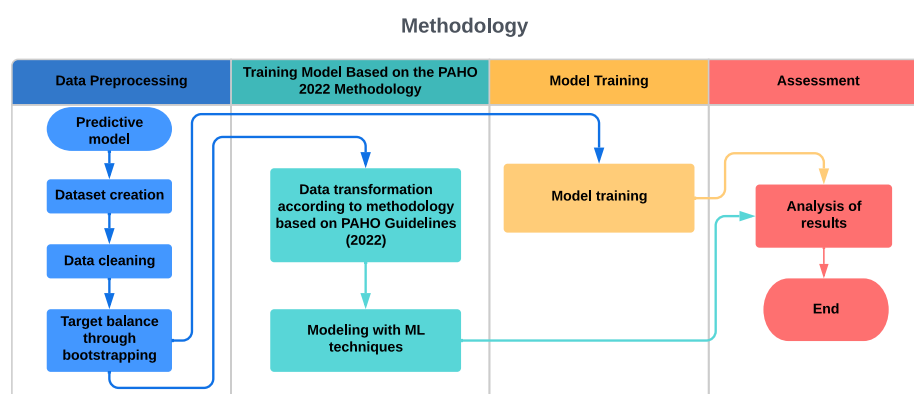 Methodology
Data Preprocessing
Training Model Based on the PAHO
2022 Methodology
Model Training
Assessment
Predictive
model
Dataset creation
Data cleaning
Target balance
through
bootstrapping
Data transformation
according to methodology
based on PAHO Guidelines
(2022)
Modeling with ML
techniques
Model training
Analysis of
results
End